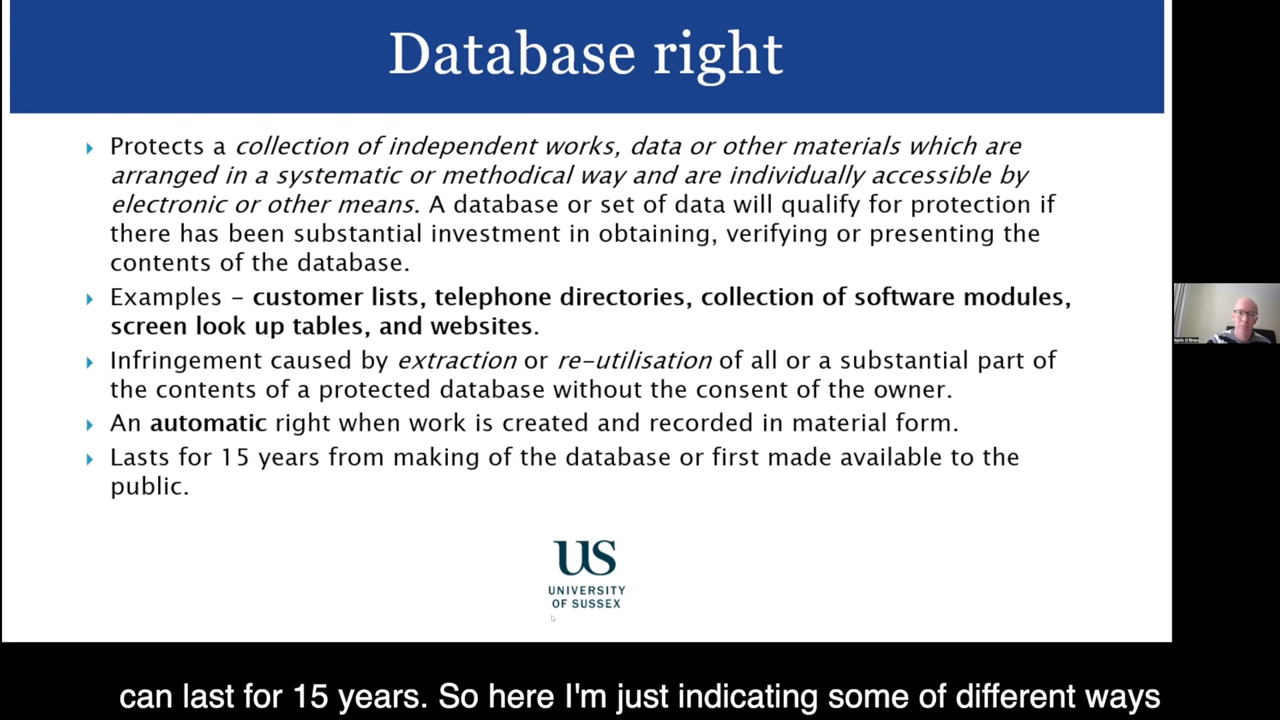 Database right
Protects a collection of independent works, data or other materials which are
arranged in a systematic or methodical way and are individually accessible by
electronic or other means. A database or set of data will qualify for protection if
there has been substantial investment in obtaining, verifying or presenting the
contents of the database.
Examples – customer lists, telephone directories, collection of software modules,
screen look up tables, and websites.
Infringement caused by extraction or re-utilisation of all or a substantial part of
the contents of a protected database without the consent of the owner.
An automatic right when work is created and recorded in material form.
Lasts for 15 years from making of the database or first made available to the
public.
US
UNIVERSITY
OF SUSSEX
Keith O'Brian
can last for 15 years. So here I'm just indicating some of different ways